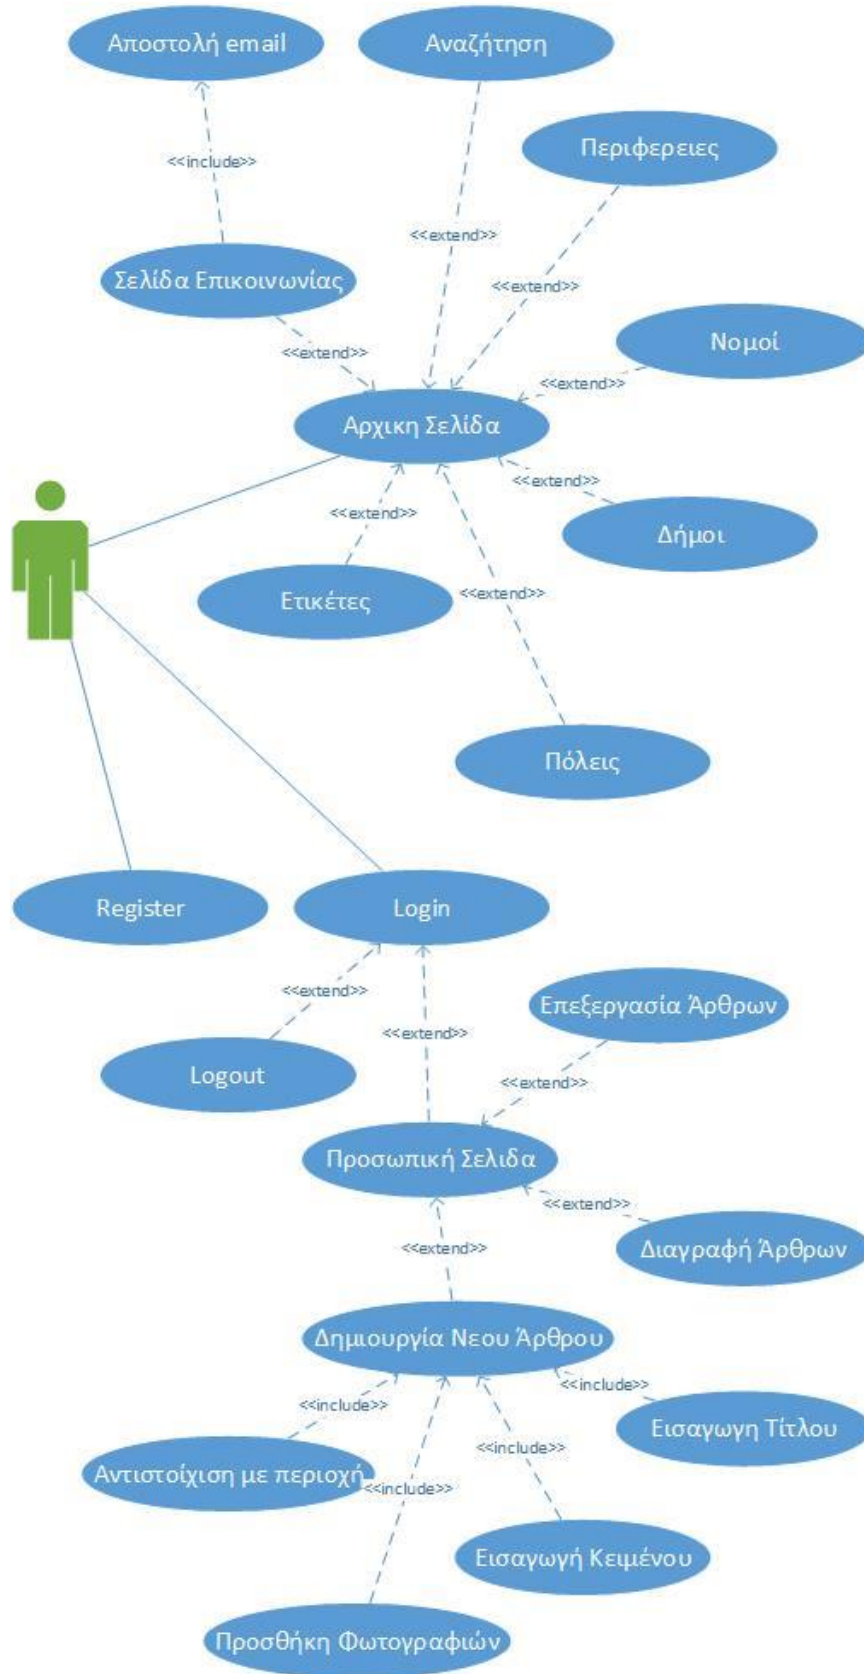 Αποστολή email
Αναζήτηση
Περιφερειες
<<include>>
<<extend>>
Σελίδα Επικοινωνίας
<<extend>>
Νομοί
<<extend>>
<<extend>>
Αρχικη Σελίδα
<<extend>>
<<extend>>
Δήμοι
Ετικέτες
<<extend>>
Πόλεις
Register
Login
<<extend>>
Επεξεργασία Άρθρων
<<extend>>
Logout
<<extend>>
Προσωπική Σελιδα
<<extend>>
Διαγραφή Άρθρων
<<extend>>
Δημιουργία Νεου Άρθρου
<<include>>
<<include>>
Εισαγωγη Τίτλου
<<include>>
Αντιστοίχιση με περιοχή
<<include>>
Εισαγωγή Κειμένου
Προσθήκη Φωτογραφιών